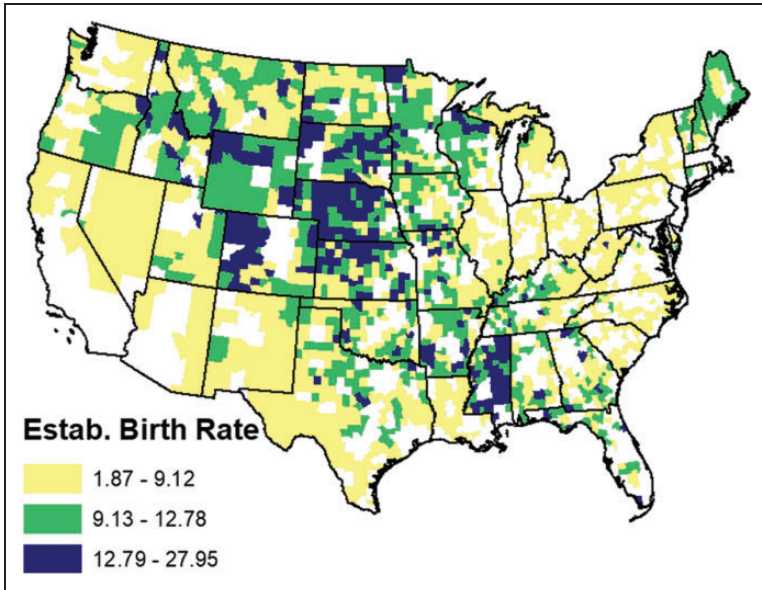 Estab. Birth Rate
1.87 - 9.12
9.13 - 12.78
12.79 - 27.95